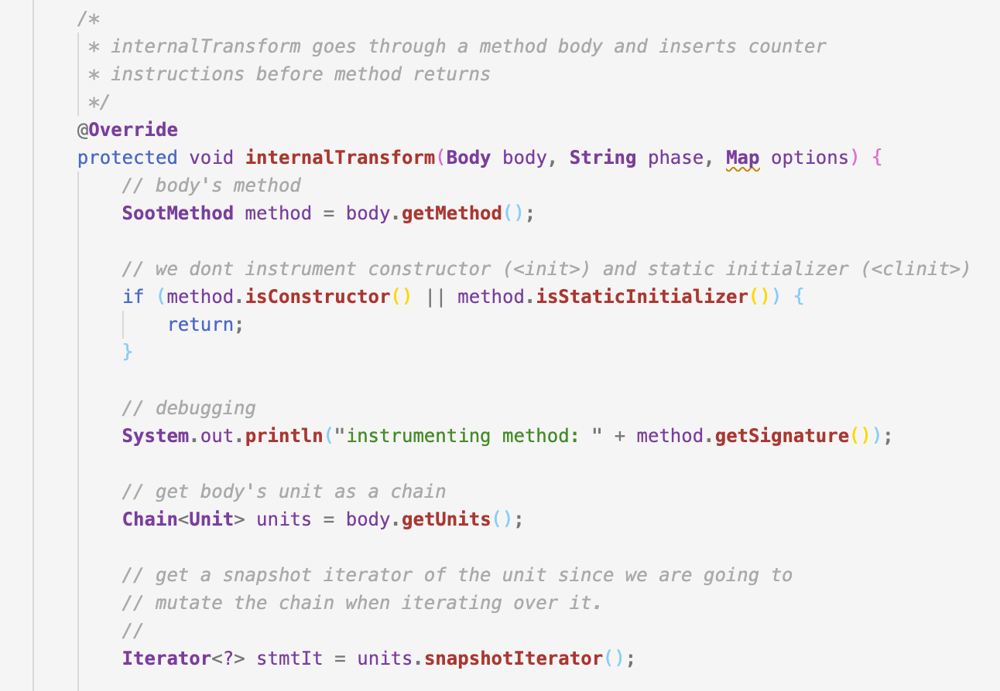 /*
 * internalTransform goes through a method body and inserts counter
 * instructions before method returns
 */
@Override
protected void internalTransform(Body body, String phase, Map options) {
    // body's method
    SootMethod method = body.getMethod();

    // we dont instrument constructor (<init>) and static initializer (<clinit>)
    if (method.isConstructor() || method.isStaticInitializer()) {
        return;
    }

    // debugging
    System.out.println("instrumenting method: " + method.getSignature());

    // get body's unit as a chain
    Chain<Unit> units = body.getUnits();

    // get a snapshot iterator of the unit since we are going to
    // mutate the chain when iterating over it.
    //
    Iterator<?> stmtIt = units.snapshotIterator();